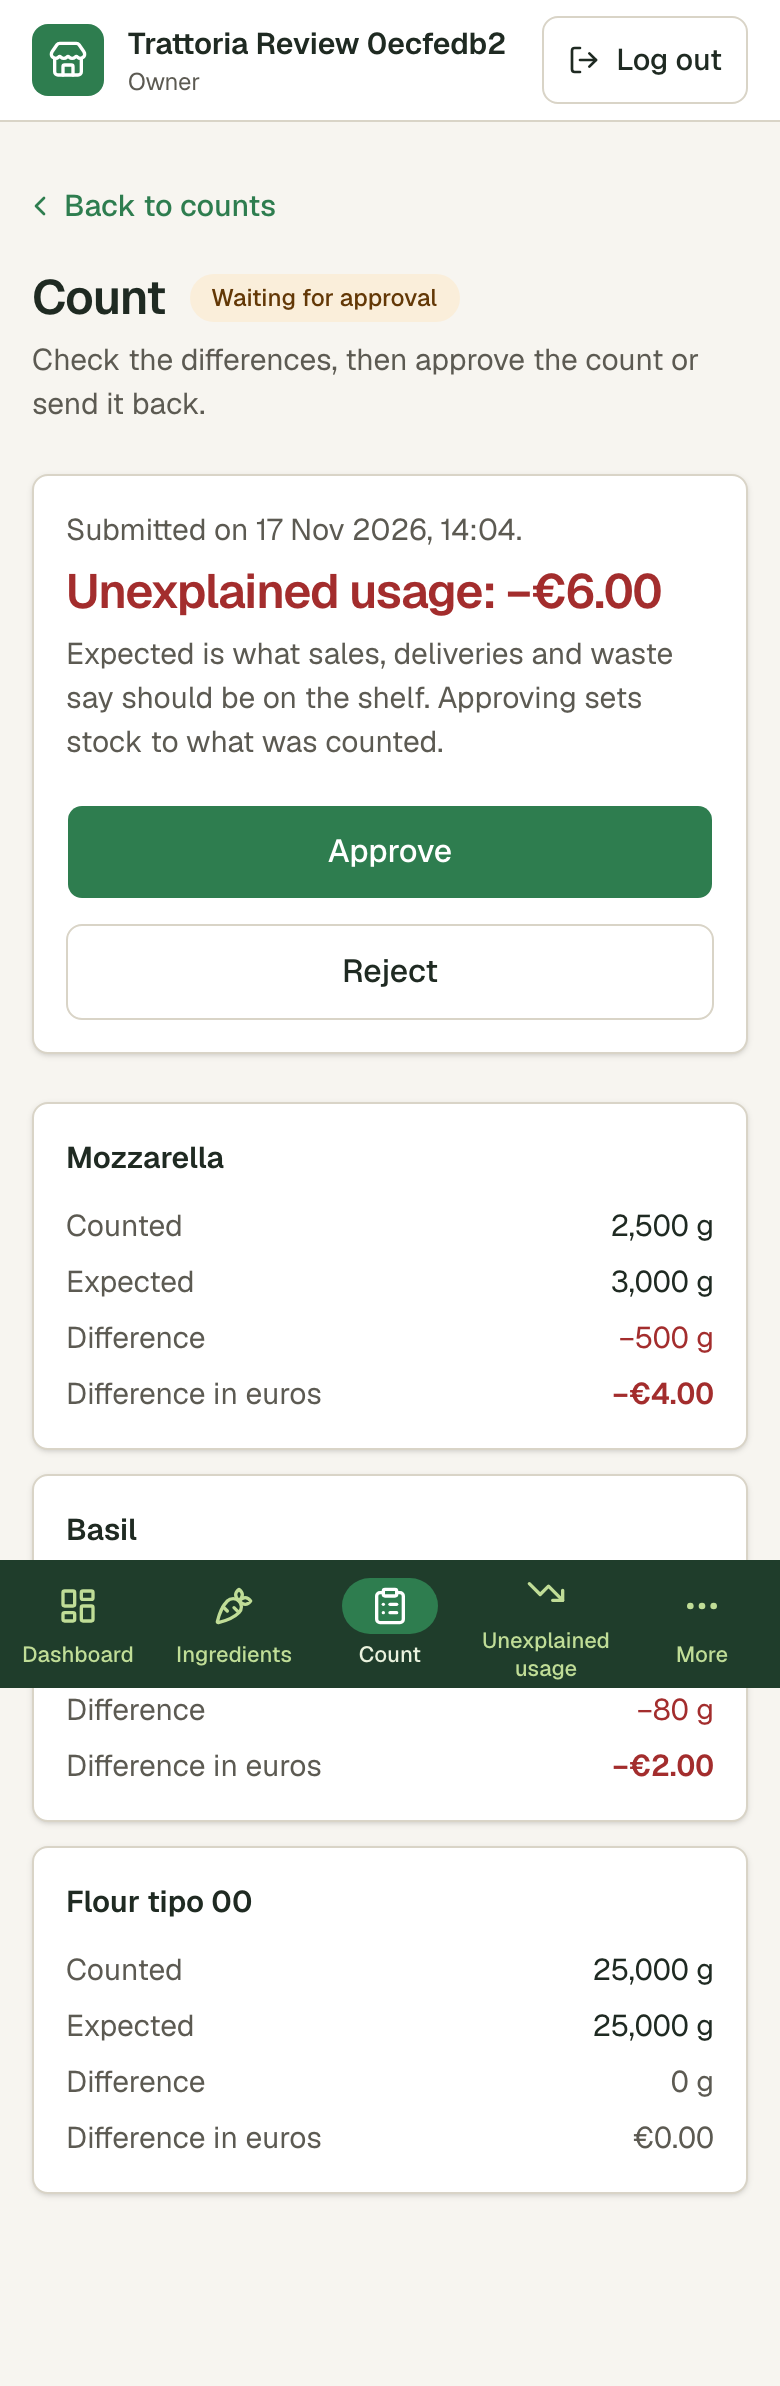 Trattoria Review 0ecfedb2
Owner
Log out
Back to counts
Count
Waiting for approval
Check the differences, then approve the count or
send it back.
Submitted on 17 Nov 2026, 14:04.
Unexplained usage: −€6.00
Expected is what sales, deliveries and waste
say should be on the shelf. Approving sets
stock to what was counted.
Approve
Reject
Mozzarella
Counted 2,500 g
Expected 3,000 g
Difference −500 g
Difference in euros −€4.00
Basil
Dashboard
Ingredients
Count
Unexplained
usage
More
Difference −80 g
Difference in euros −€2.00
Flour tipo 00
Counted 25,000 g
Expected 25,000 g
Difference 0 g
Difference in euros €0.00